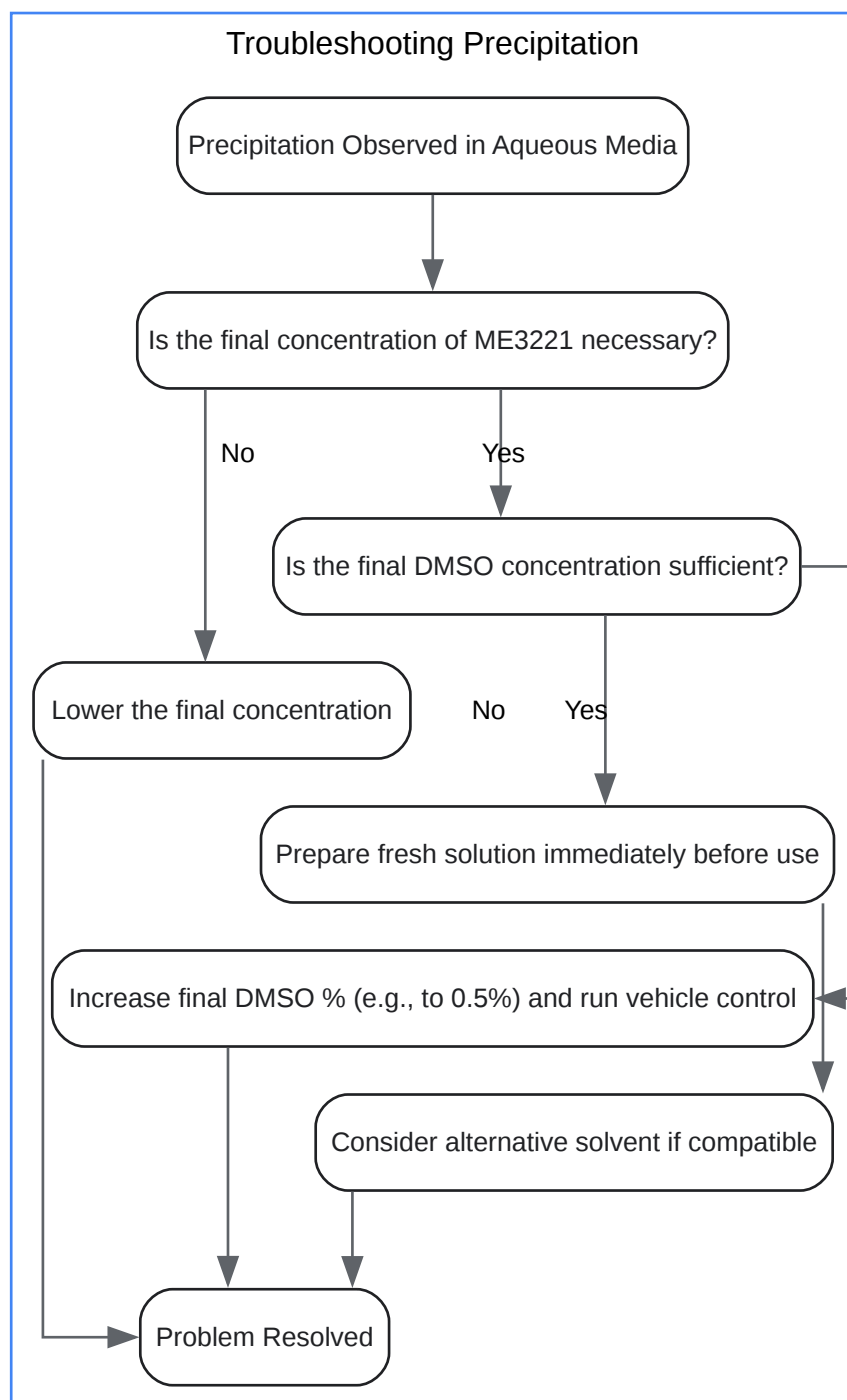 Troubleshooting Precipitation
Precipitation Observed in Aqueous Media
Is the final concentration of ME3221 necessary?
No
Yes
Is the final DMSO concentration sufficient?
Lower the final concentration
No
Yes
Prepare fresh solution immediately before use
Increase final DMSO % (e.g., to 0.5%) and run vehicle control
Consider alternative solvent if compatible
Problem Resolved